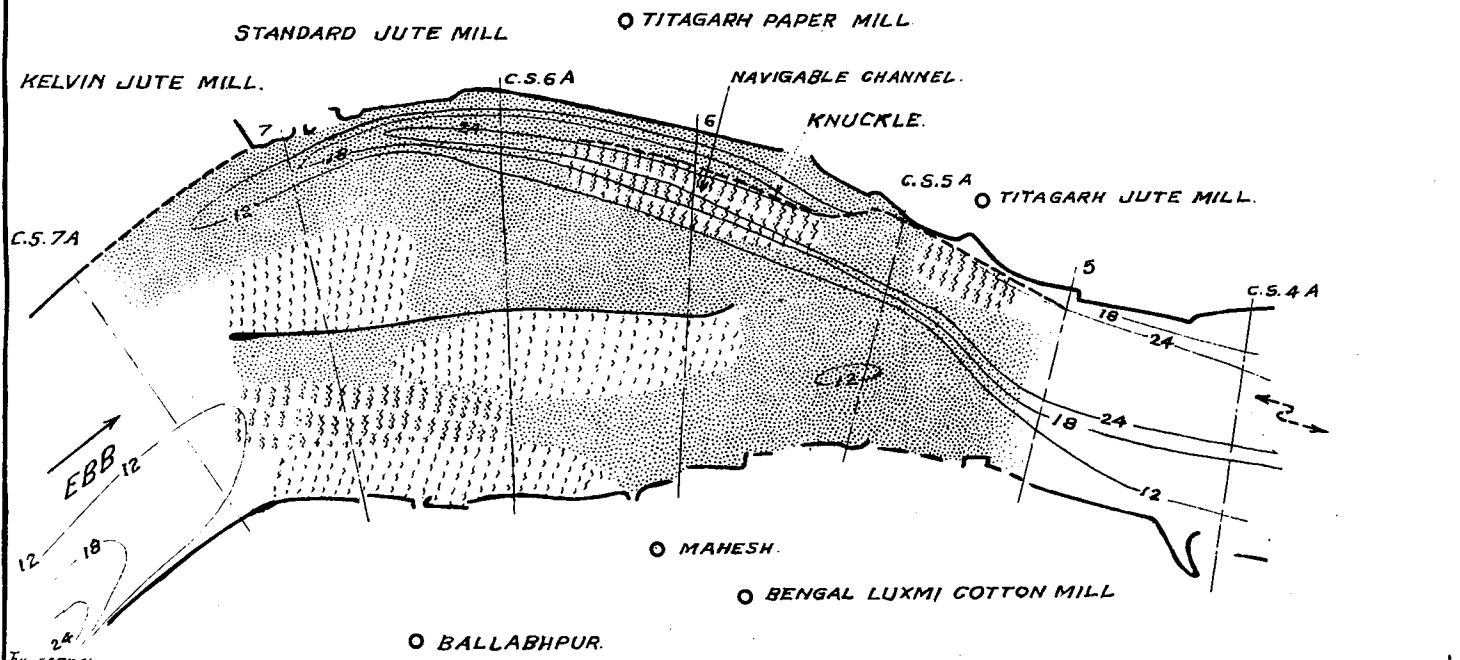 TITAGARH PAPER MILL
STANDARD JUTE MILL
KELVIN JUTE MILL.
C.S.6A
NAVIGABLE CHANNEL.
7
6
KNUCKLE.
24
18
C.S.5A
TITAGARH JUTE MILL.
12
C.S.7A
5
C.S.4A
18
24
12
EBB
12
24
18
12
12
18
24
MAHESH.
BENGAL LUXMI COTTON MILL
BALLABHPUR.